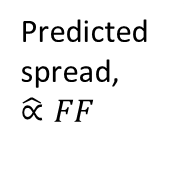 Predicted
spread,
∝̂ FF